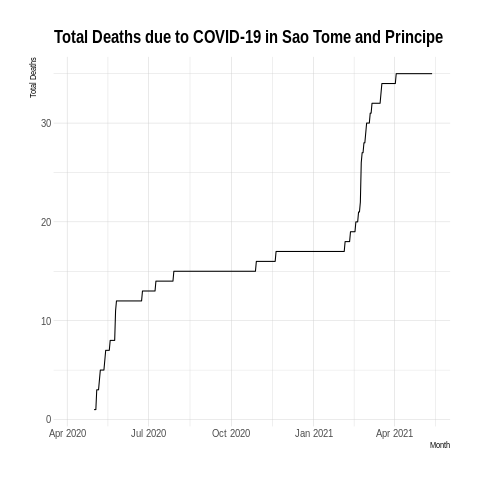 Total Deaths due to COVID-19 in Sao Tome and Principe
Total Deaths
30
20
10
0
Apr 2020 Jul 2020 Oct 2020 Jan 2021 Apr 2021
Month